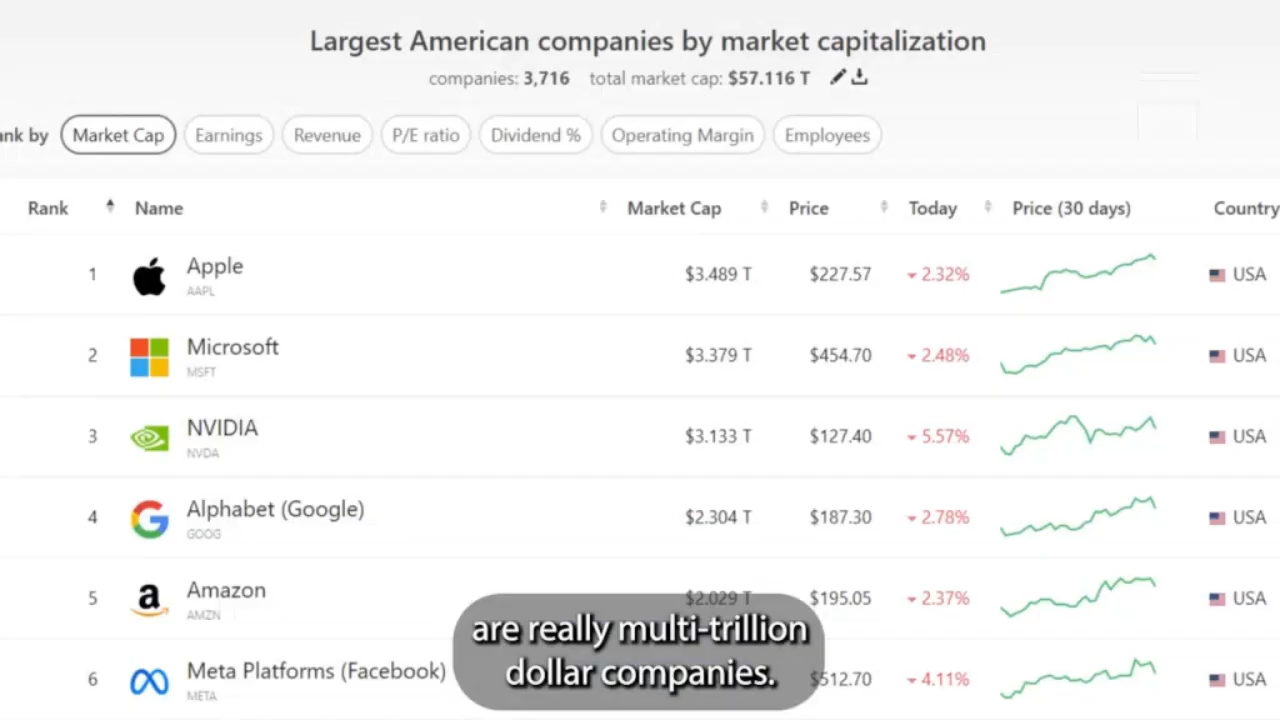 Largest American companies by market capitalization
companies: 3,716 total market cap: $57.116 T
ank by Market Cap Earnings Revenue P/E ratio Dividend % Operating Margin Employees
Rank Name Market Cap Price Today Price (30 days) Country
1 Apple $3.489 T $227.57 2.32% USA
AAPL
2 Microsoft $3.379 T $454.70 2.48% USA
MSFT
3 NVIDIA $3.133 T $127.40 5.57% USA
NVDA
4 Alphabet (Google) $2.304 T $187.30 2.78% USA
GOOG
5 Amazon $2.029 T $195.05 2.37% USA
AMZN
are really multi-trillion
dollar companies.
6 Meta Platforms (Facebook) $512.70 4.11% USA
META